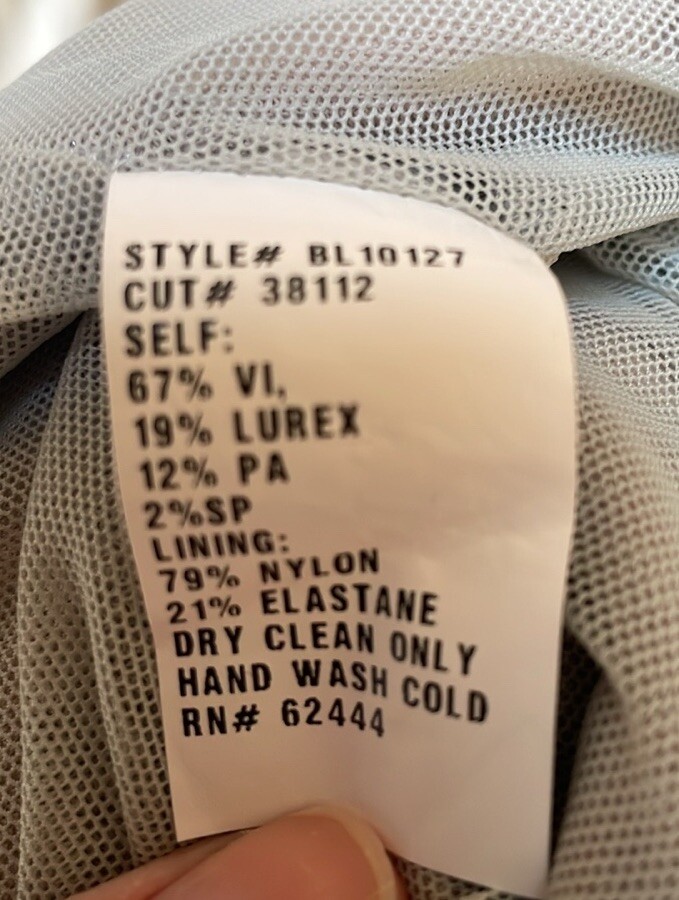 STYLE# BL10127
CUT# 38112
SELF:
67% VI,
19% LUREX
12% PA
2%SP
LINING:
79% NYLON
21% ELASTANE
DRY CLEAN ONLY
HAND WASH COLD
RN# 62444